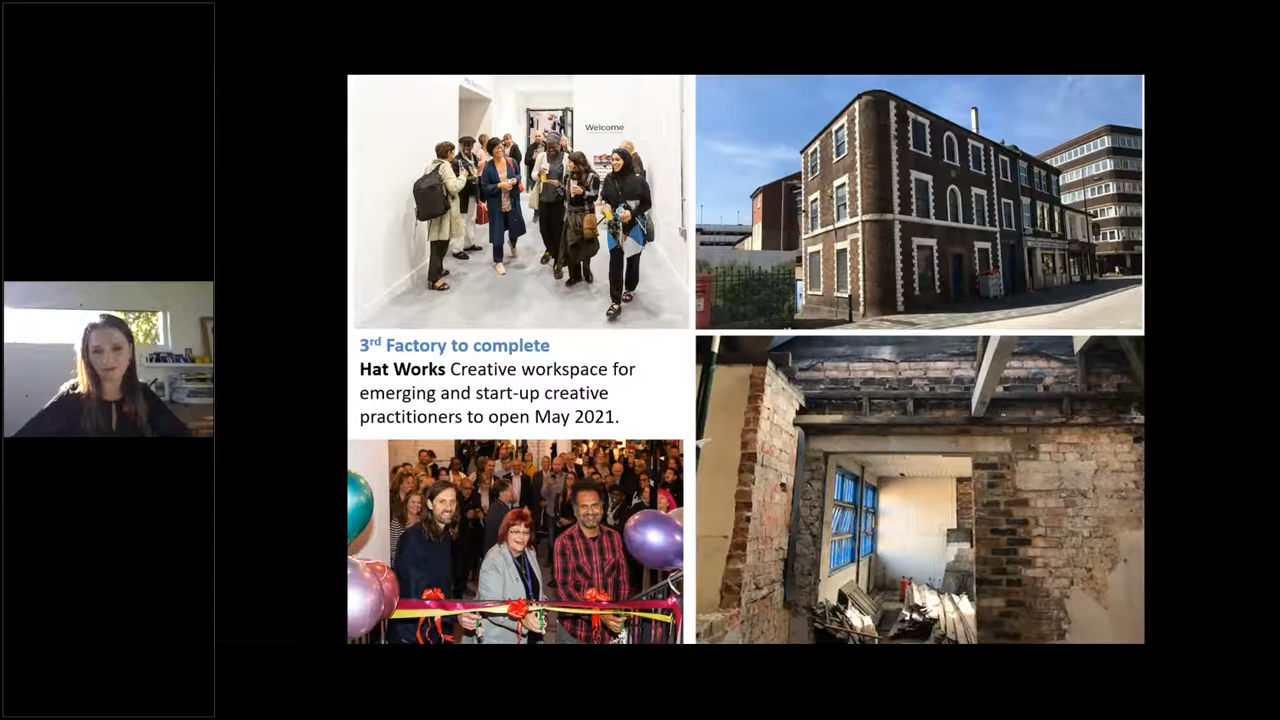 Welcome
3rd Factory to complete
Hat Works Creative workspace for
emerging and start-up creative
practitioners to open May 2021.